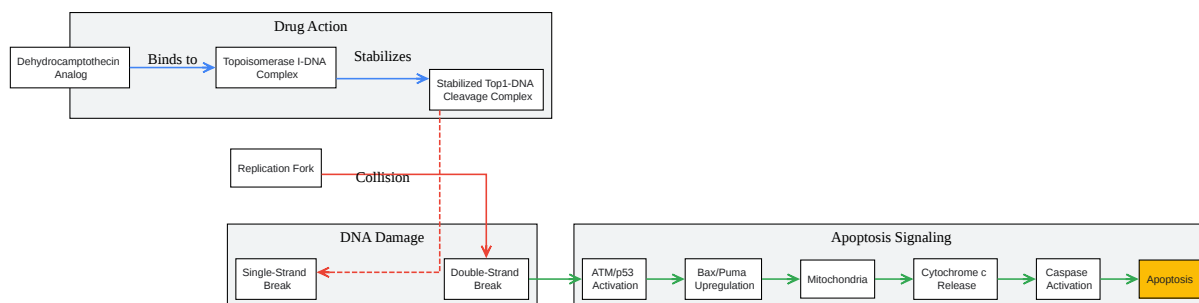 Drug Action
Dehydrocamptothecin
Analog
Binds to
Topoisomerase I-DNA
Complex
Stabilizes
Stabilized Top1-DNA
Cleavage Complex
Replication Fork
Collision
DNA Damage
Single-Strand
Break
Double-Strand
Break
Apoptosis Signaling
ATM/p53
Activation
Bax/Puma
Upregulation
Mitochondria
Cytochrome c
Release
Caspase
Activation
Apoptosis